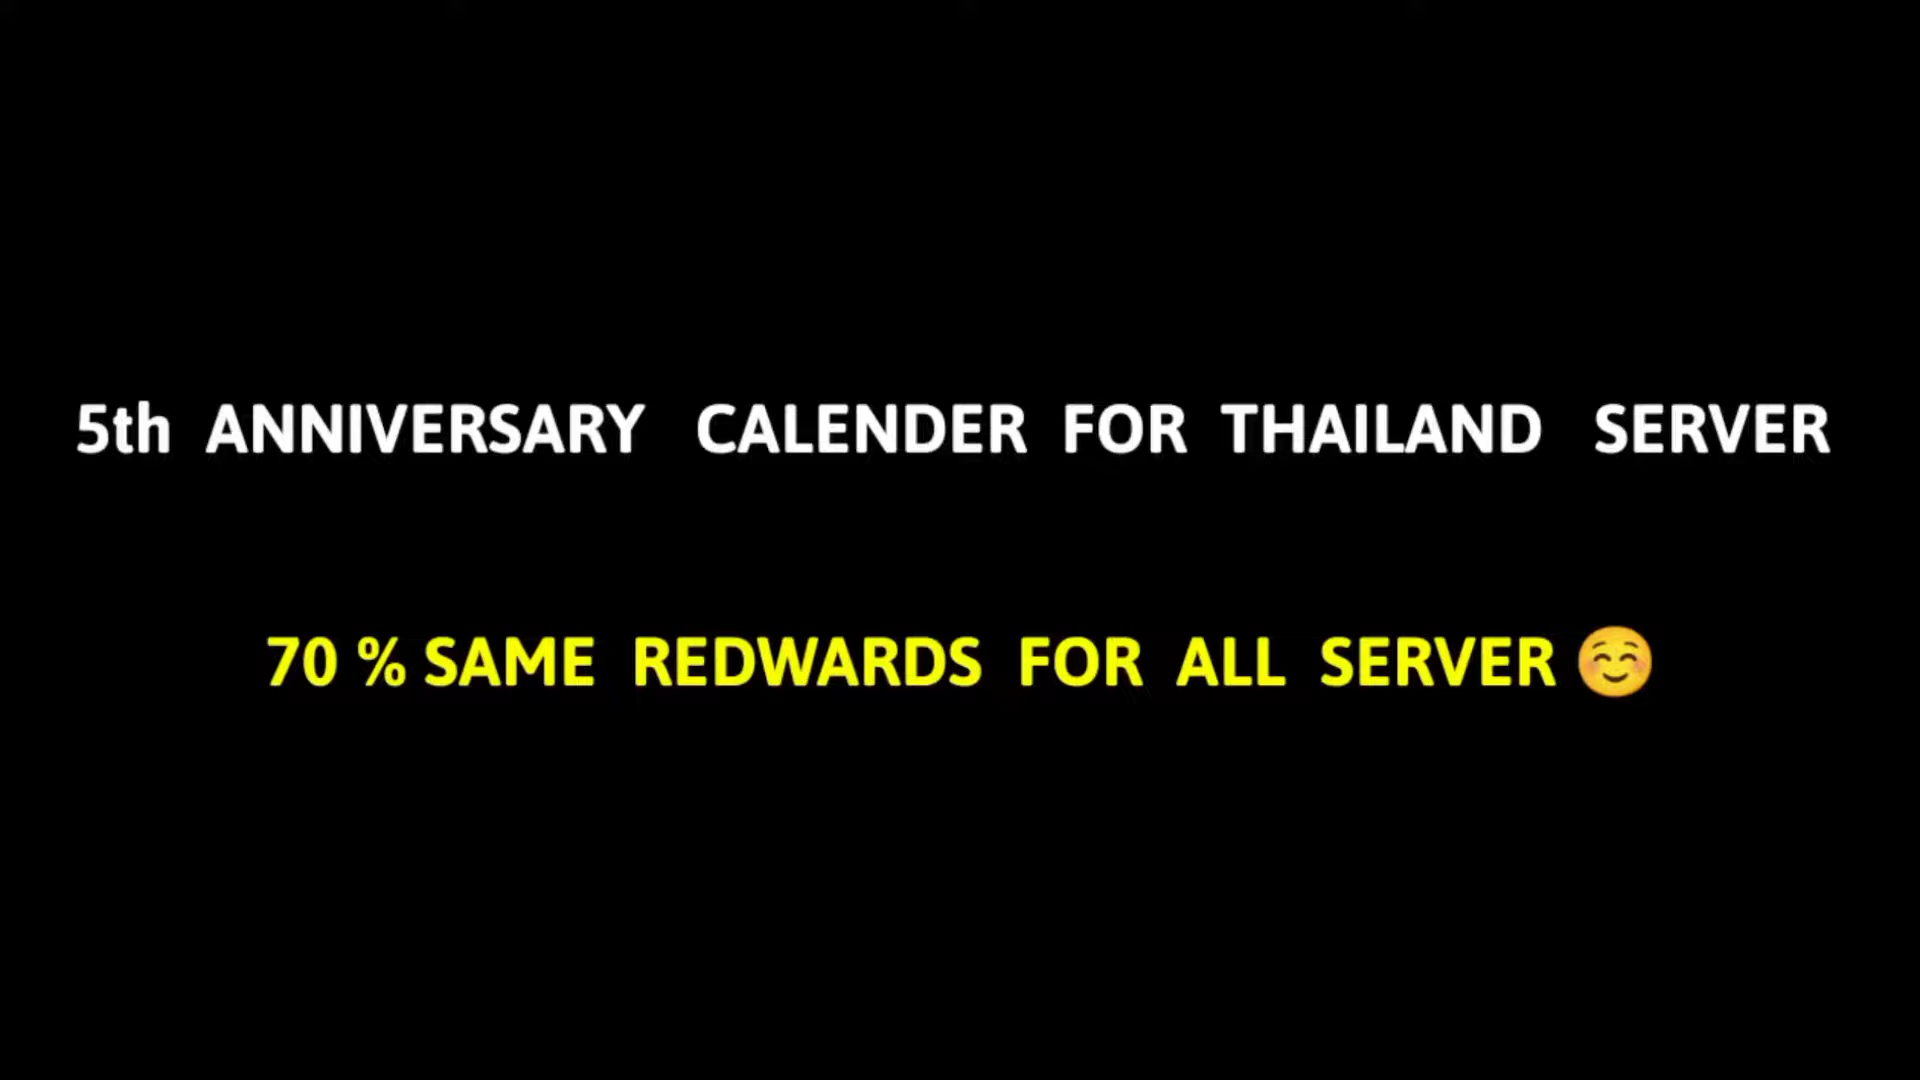 5th ANNIVERSARY CALENDER FOR THAILAND SERVER
70 % SAME REDWARDS FOR ALL SERVER ☺️